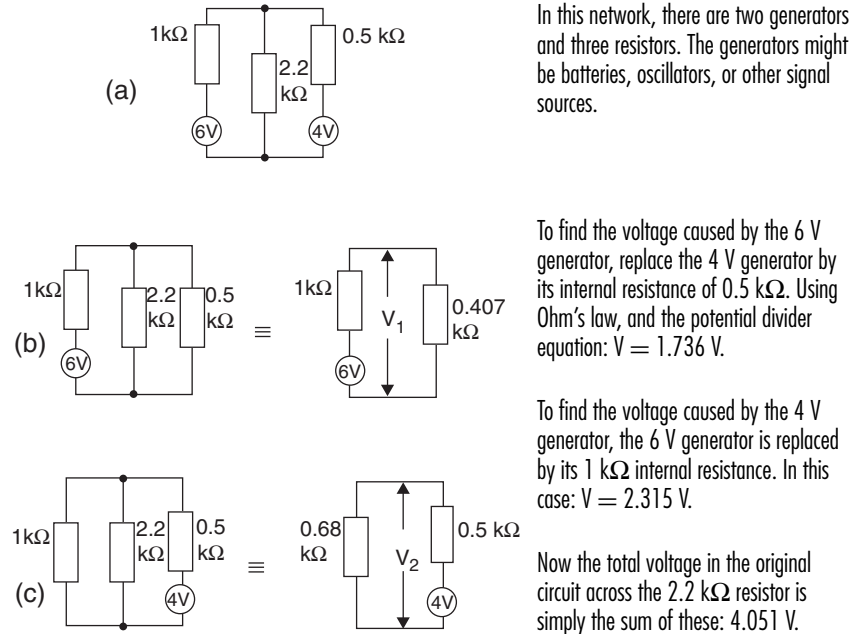 1kΩ
0.5 kΩ
2.2
kΩ
(a)
6V
4V
In this network, there are two generators
and three resistors. The generators might
be batteries, oscillators, or other signal
sources.
1kΩ
2.2
kΩ
0.5
kΩ
(b)
6V
≡
1kΩ
V1
0.407
kΩ
6V
To find the voltage caused by the 6 V
generator, replace the 4 V generator by
its internal resistance of 0.5 kΩ. Using
Ohm's law, and the potential divider
equation: V = 1.736 V.
To find the voltage caused by the 4 V
generator, the 6 V generator is replaced
by its 1 kΩ internal resistance. In this
case: V = 2.315 V.
1kΩ
2.2
kΩ
0.5
kΩ
(c)
4V
≡
0.68
kΩ
V2
0.5 kΩ
4V
Now the total voltage in the original
circuit across the 2.2 kΩ resistor is
simply the sum of these: 4.051 V.